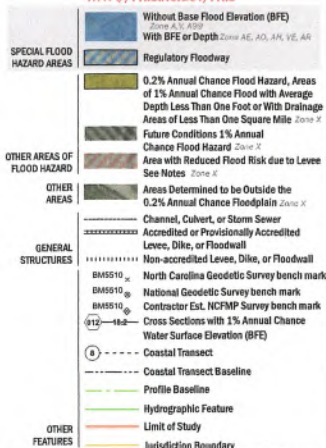 Without Base Flood Elevation (BFE)
Zone A,V, A99
With BFE or Depth Zone AE, AO, AH, VE, AR
SPECIAL FLOOD
HAZARD AREAS
Regulatory Floodway
0.2% Annual Chance Flood Hazard, Areas
of 1% Annual Chance Flood with Average
Depth Less Than One Foot or With Drainage
Areas of Less Than One Square Mile Zone X
Future Conditions 1% Annual
Chance Flood Hazard Zone X
OTHER AREAS OF
FLOOD HAZARD
Area with Reduced Flood Risk due to Levee
See Notes Zone X
OTHER
AREAS
Areas Determined to be Outside the
0.2% Annual Chance Floodplain Zone X
Channel, Culvert, or Storm Sewer
Accredited or Provisionally Accredited
Levee, Dike, or Floodwall
GENERAL
STRUCTURES
Non-accredited Levee, Dike, or Floodwall
BM5510 North Carolina Geodetic Survey bench mark
BM5510 National Geodetic Survey bench mark
BM5510 Contractor Est. NCFMP Survey bench mark
012 18.2 Cross Sections with 1% Annual Chance
Water Surface Elevation (BFE)
8 Coastal Transect
Coastal Transect Baseline
Profile Baseline
Hydrographic Feature
OTHER
FEATURES
Limit of Study
Jurisdiction Boundary